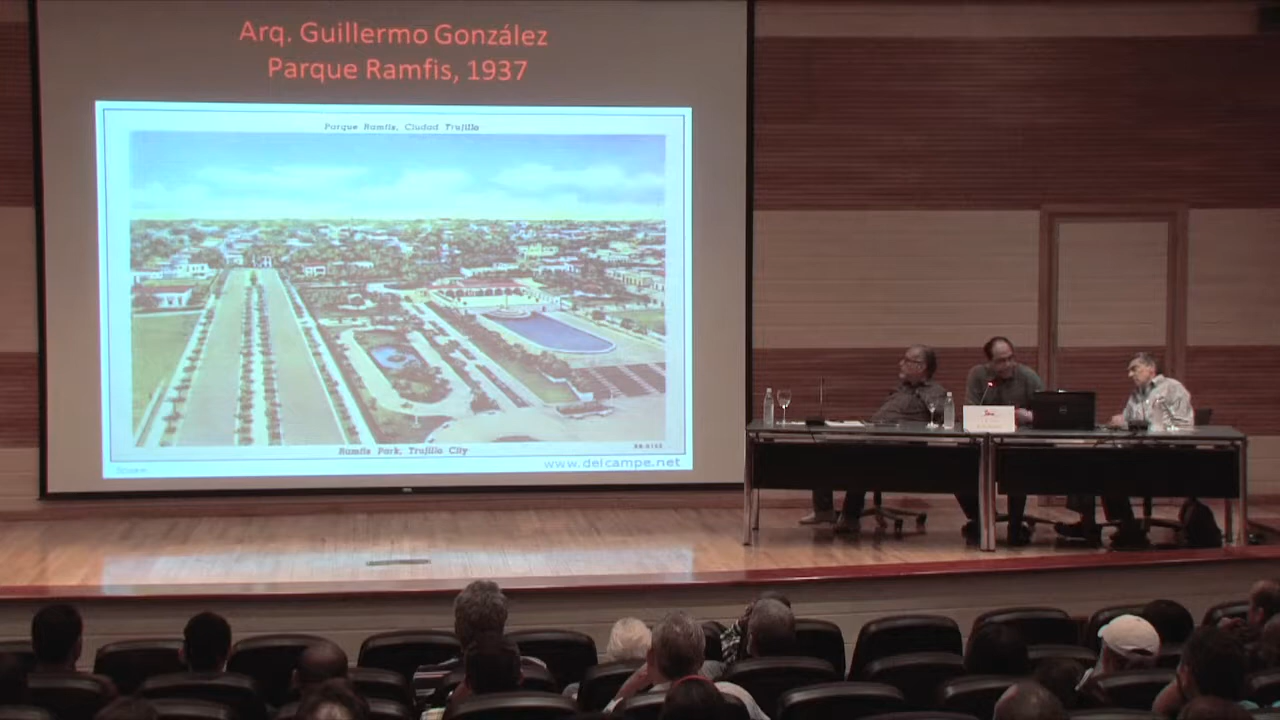 Arq. Guillermo González
Parque Ramfis, 1937
Parque Ramfis, Ciudad Trujillo
Ramfis Park, Trujillo City
www.delcampe.net